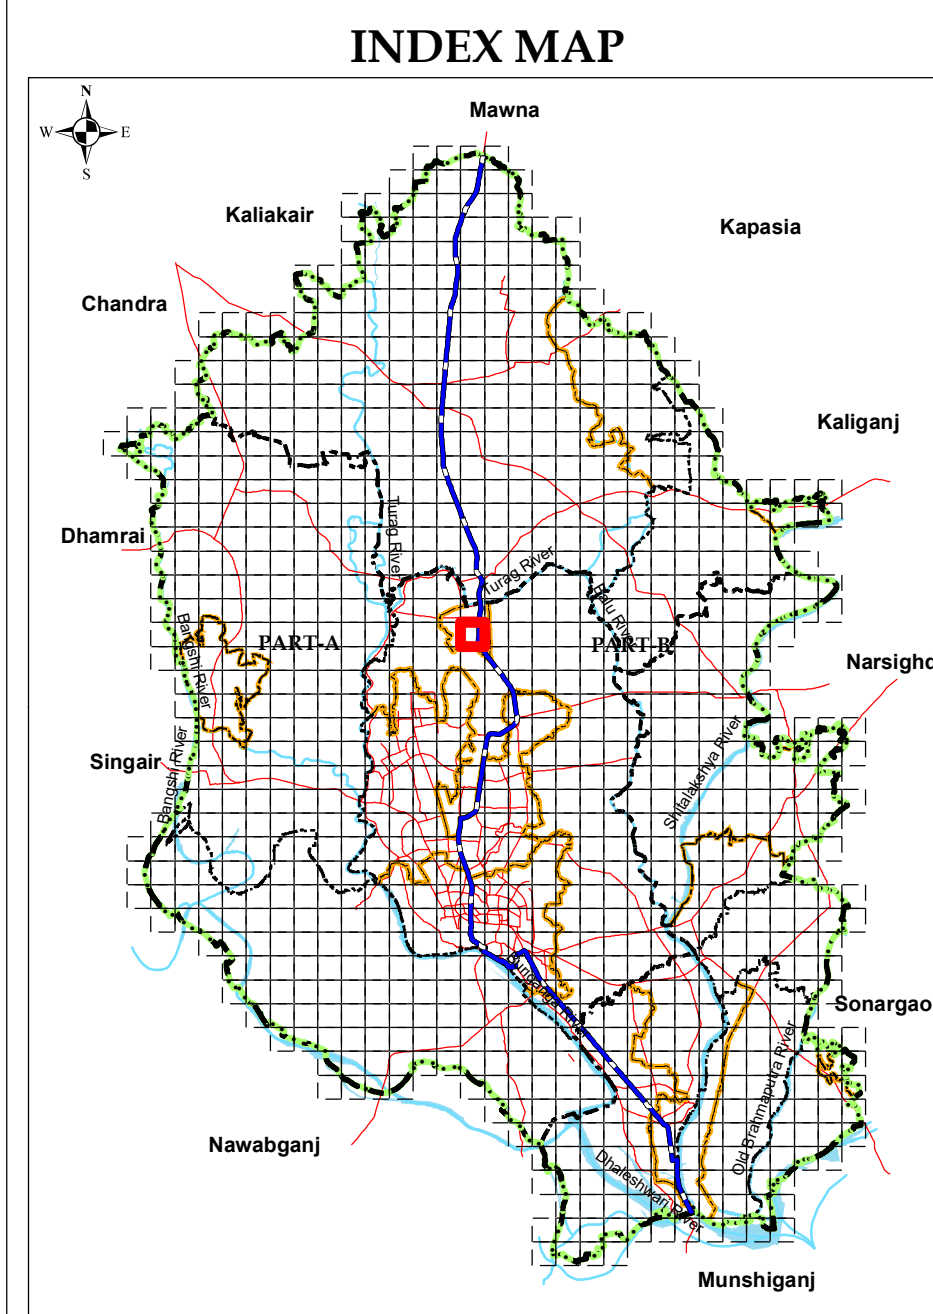 INDEX MAP
N
W E
S
Mawna
Kaliakair
Kapasia
Chandra
Kaliganj
Dhamrai
Turag River
Turag River
Balu River
Bangshi River
PART-A
PART-B
Narsighd
Singair
Bangshi River
Shitalakshya River
Buriganga River
Sonargao
Old Brahmaputra River
Nawabganj
Dhaleshwari River
Munshiganj